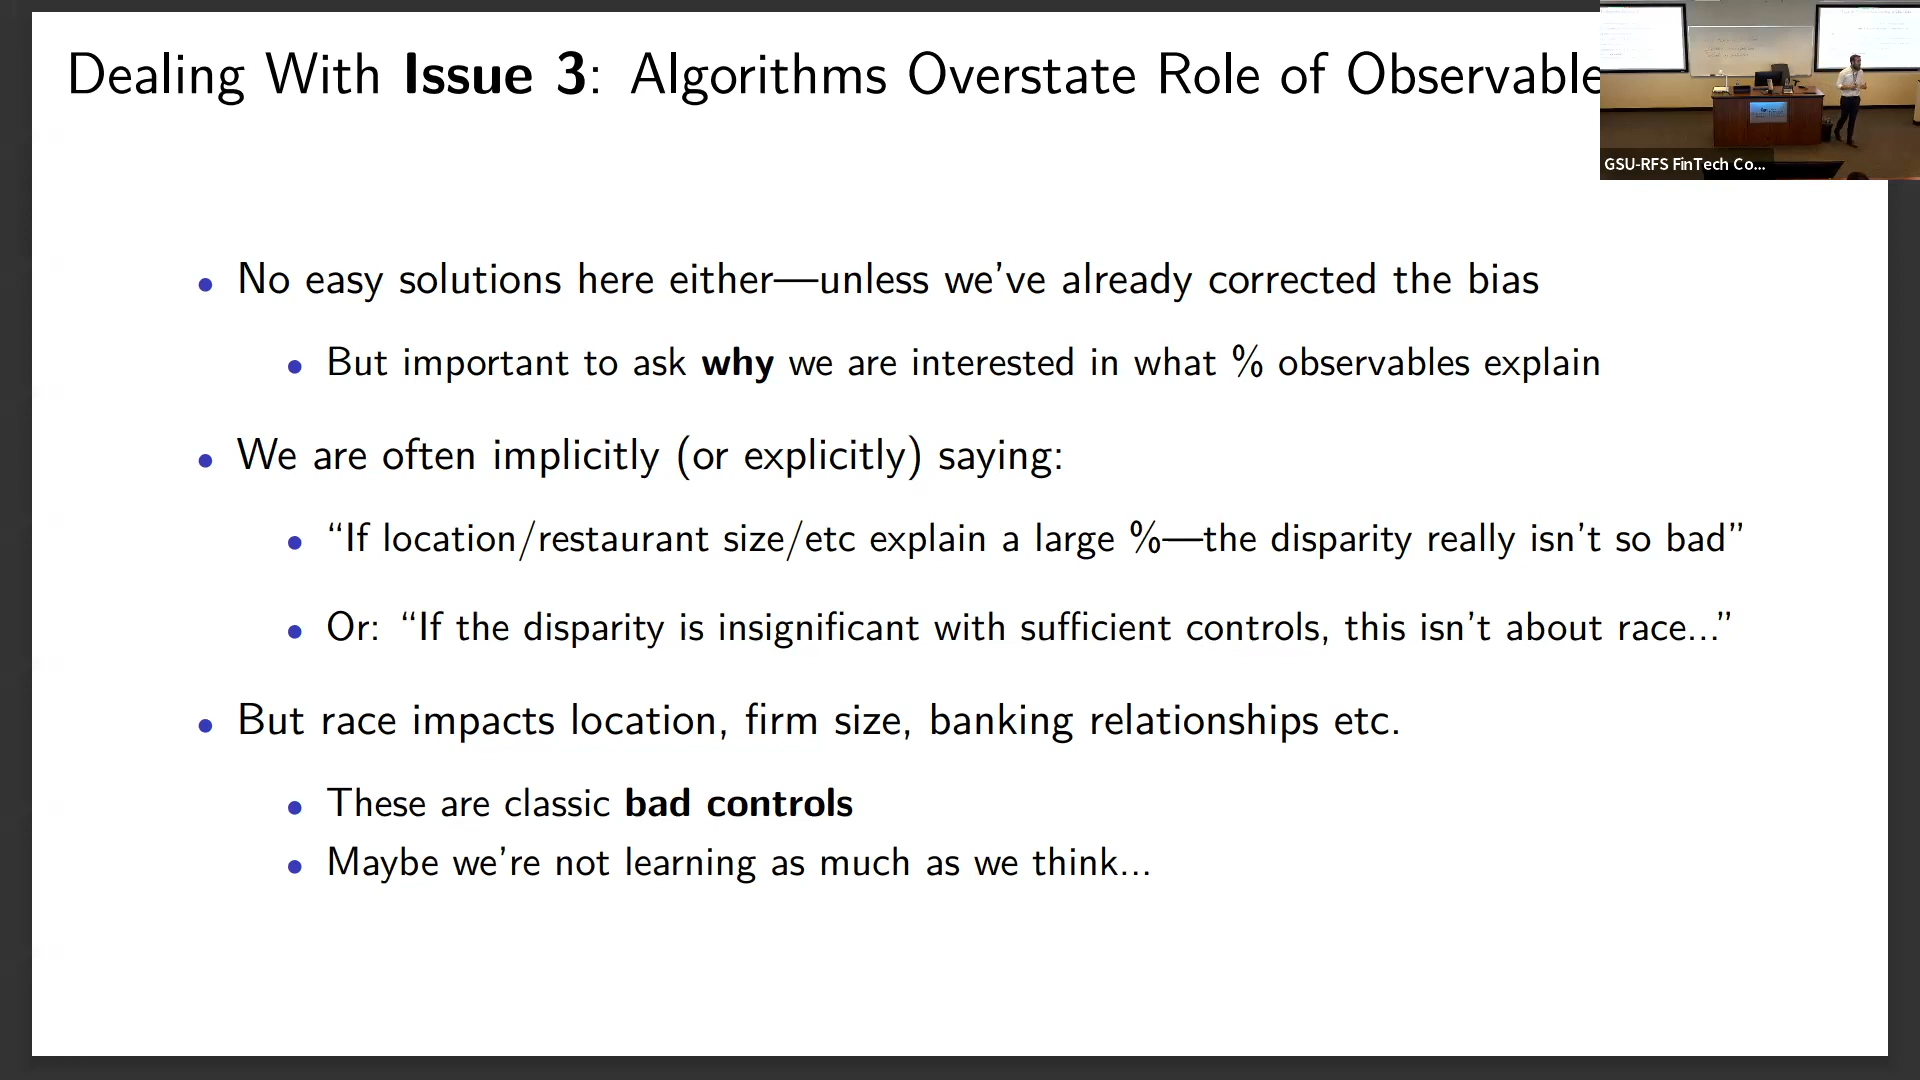 Dealing With Issue 3: Algorithms Overstate Role of Observable
GSU-RFS FinTech Co...
• No easy solutions here either—unless we've already corrected the bias
• But important to ask why we are interested in what % observables explain
• We are often implicitly (or explicitly) saying:
• “If location/restaurant size/etc explain a large %—the disparity really isn't so bad”
• Or: “If the disparity is insignificant with sufficient controls, this isn't about race...”
• But race impacts location, firm size, banking relationships etc.
• These are classic bad controls
• Maybe we're not learning as much as we think...